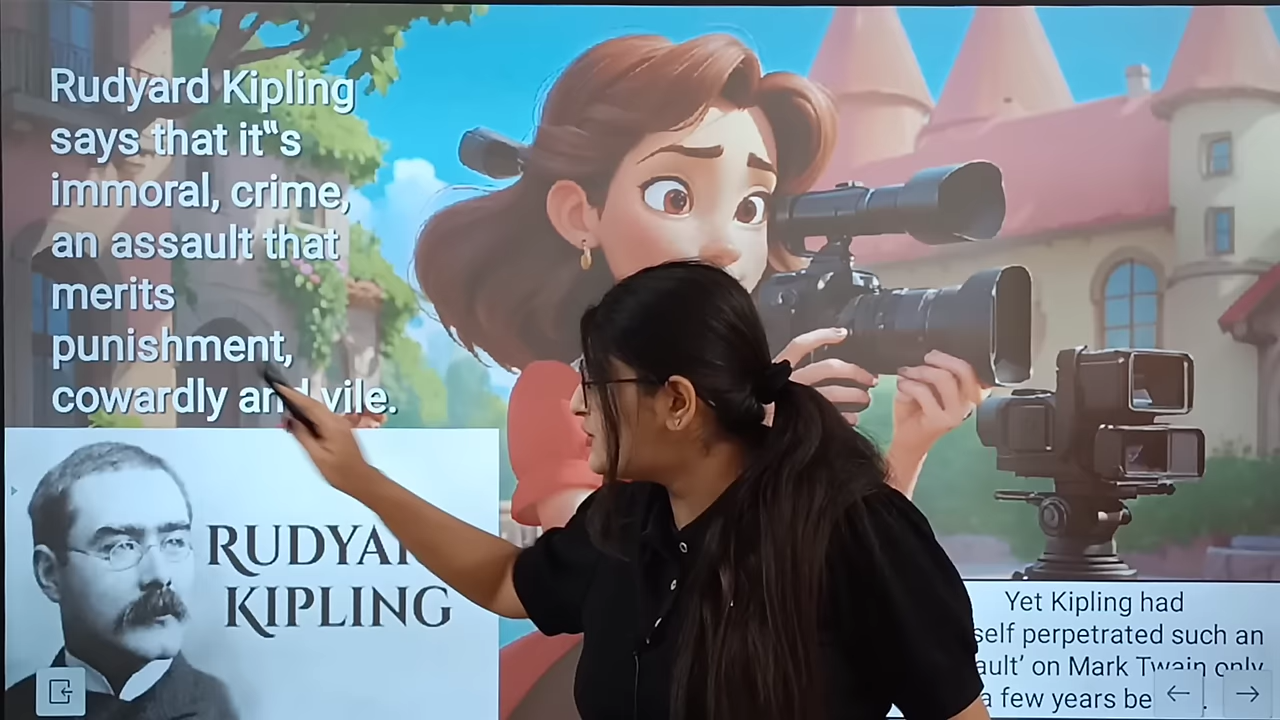 Rudyard Kipling
says that it"s
immoral, crime,
an assault that
merits
punishment,
cowardly and vile.
KIPLING
Yet Kipling had
perpetrated such an
on Mark Twain only
a few years